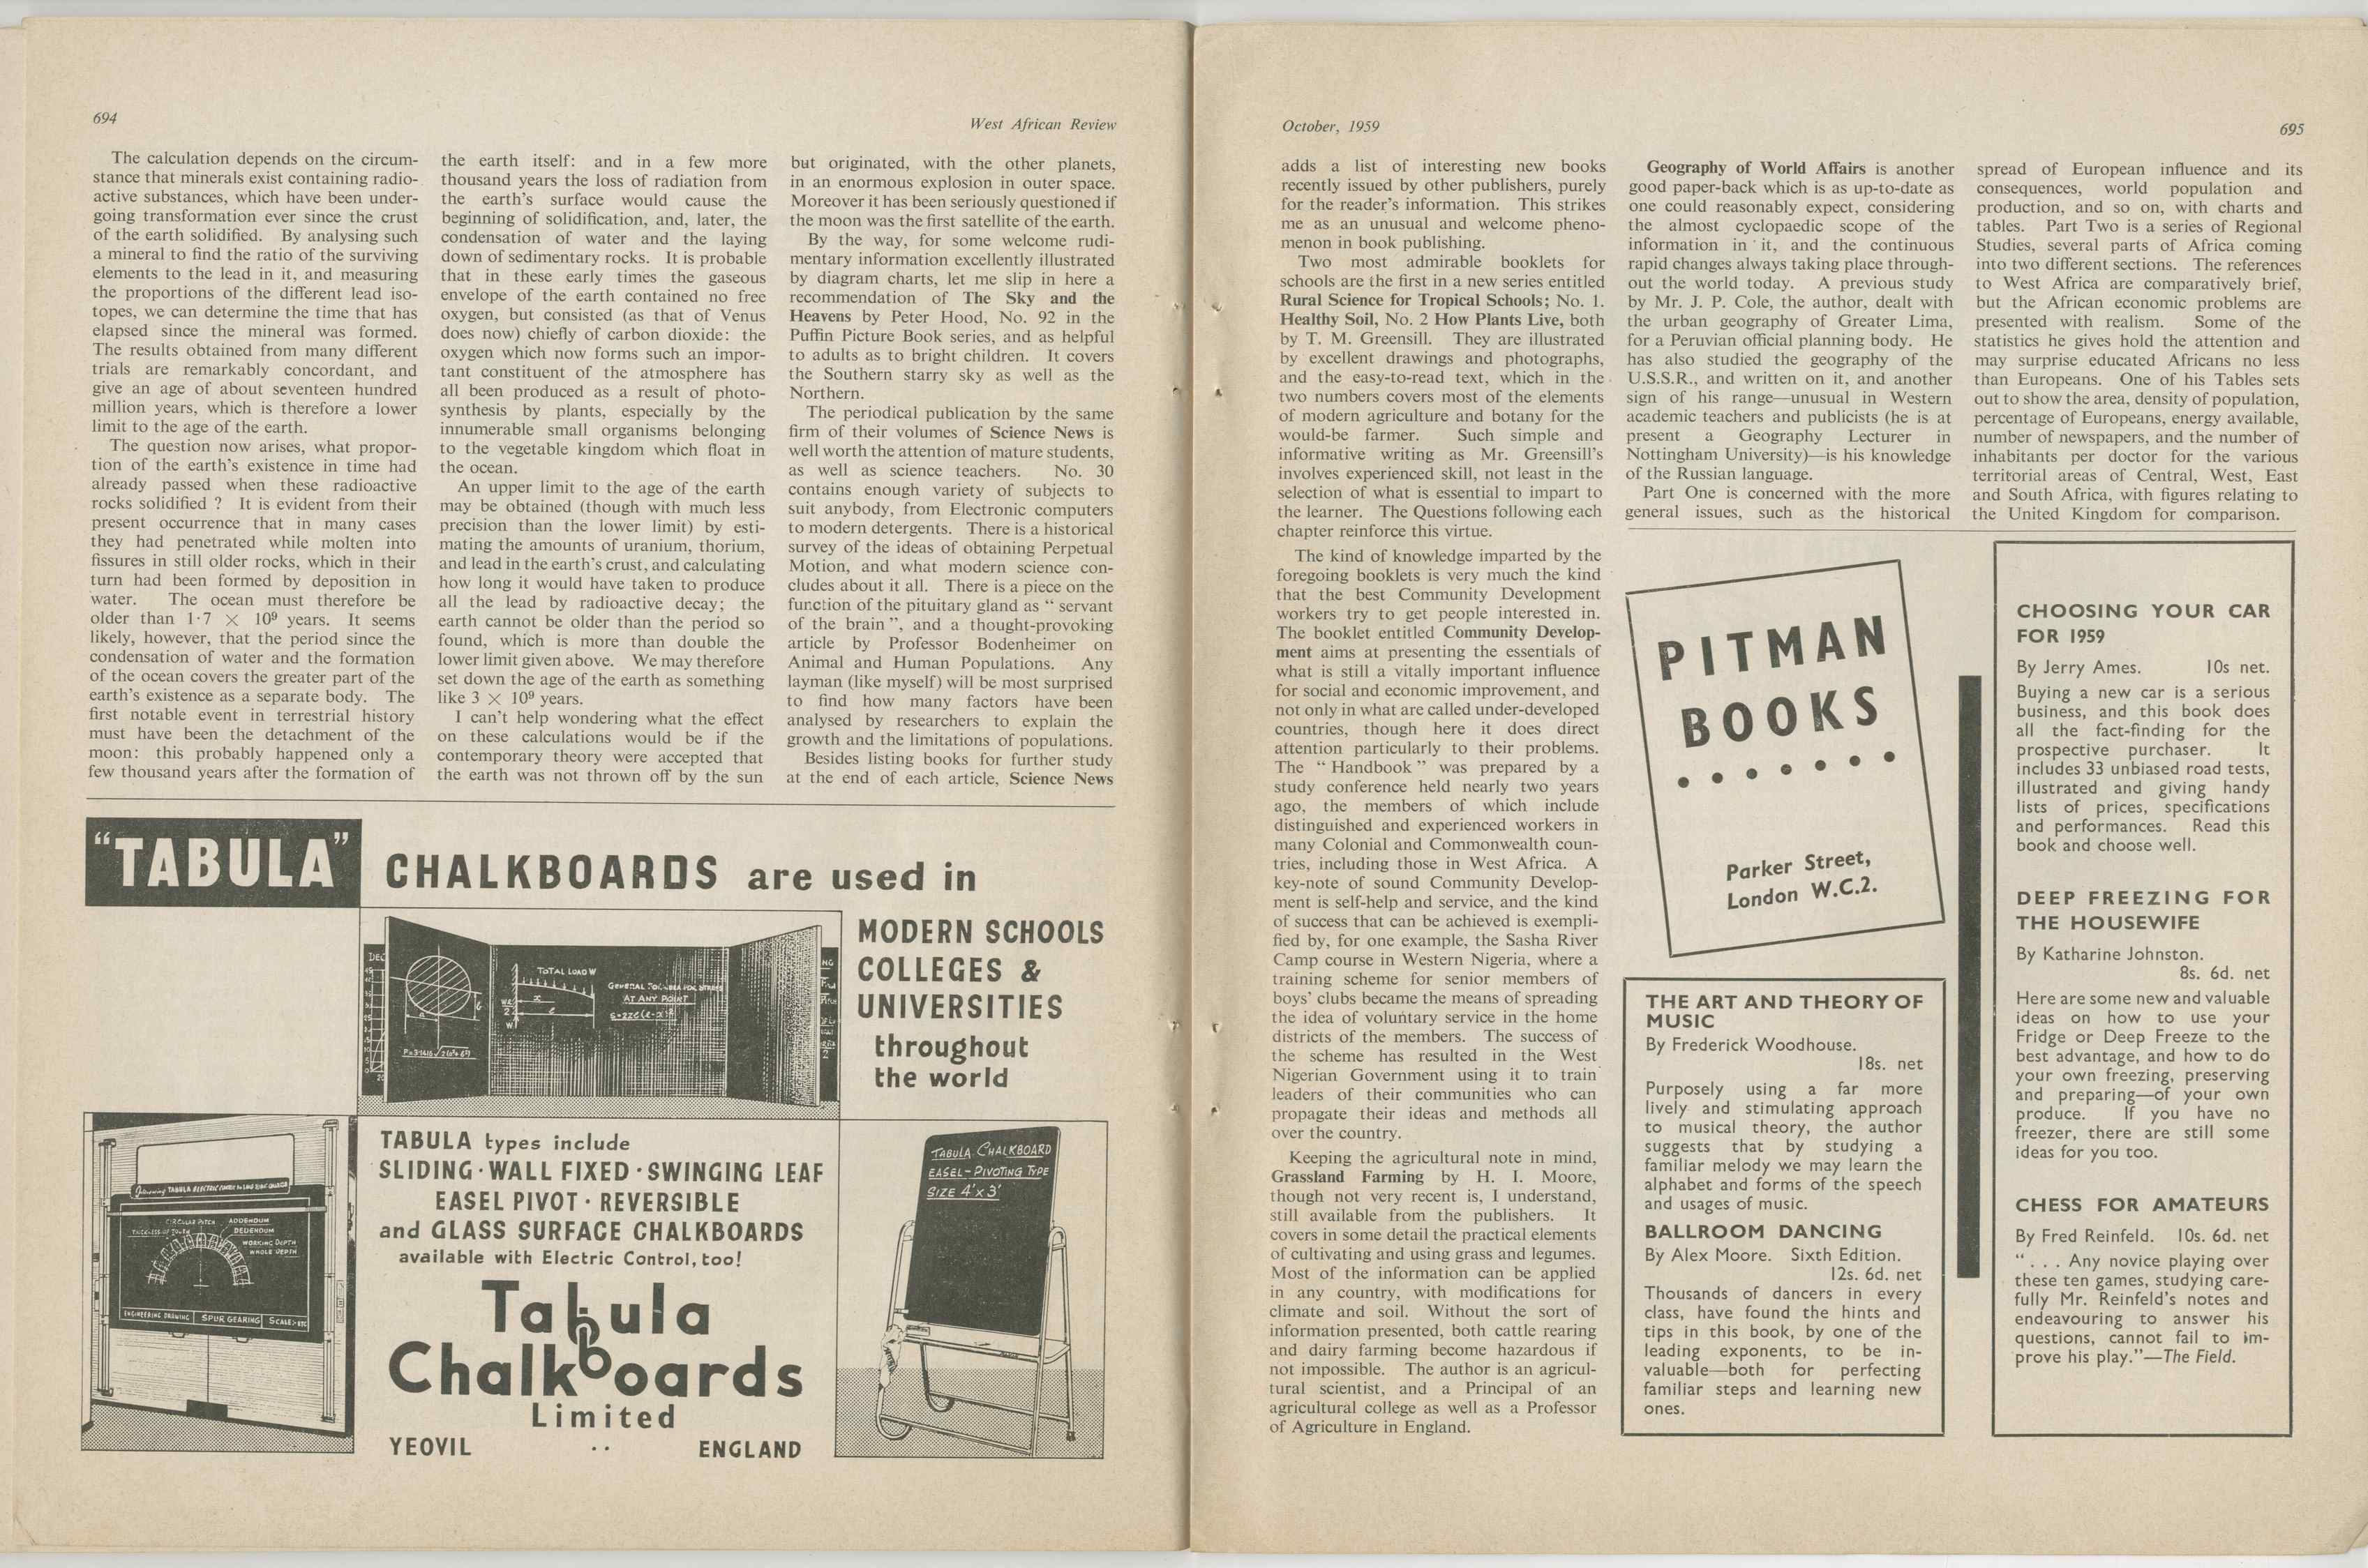 694
West African Review
The calculation depends on the circum-
stance that minerals exist containing radio-
active substances, which have been under-
going transformation ever since the crust
of the earth solidified. By analysing such
a mineral to find the ratio of the surviving
elements to the lead in it, and measuring
the proportions of the different lead iso-
topes, we can determine the time that has
elapsed since the mineral was formed.
The results obtained from many different
trials are remarkably concordant, and
give an age of about seventeen hundred
million years, which is therefore a lower
limit to the age of the earth.
The question now arises, what propor-
tion of the earth's existence in time had
already passed when these radioactive
rocks solidified ? It is evident from their
present occurrence that in many cases
they had penetrated while molten into
fissures in still older rocks, which in their
turn had been formed by deposition in
water. The ocean must therefore be
older than 1·7 × 10⁹ years. It seems
likely, however, that the period since the
condensation of water and the formation
of the ocean covers the greater part of the
earth's existence as a separate body. The
first notable event in terrestrial history
must have been the detachment of the
moon: this probably happened only a
few thousand years after the formation of
the earth itself: and in a few more
thousand years the loss of radiation from
the earth's surface would cause the
beginning of solidification, and, later, the
condensation of water and the laying
down of sedimentary rocks. It is probable
that in these early times the gaseous
envelope of the earth contained no free
oxygen, but consisted (as that of Venus
does now) chiefly of carbon dioxide: the
oxygen which now forms such an impor-
tant constituent of the atmosphere has
all been produced as a result of photo-
synthesis by plants, especially by the
innumerable small organisms belonging
to the vegetable kingdom which float in
the ocean.
An upper limit to the age of the earth
may be obtained (though with much less
precision than the lower limit) by esti-
mating the amounts of uranium, thorium,
and lead in the earth's crust, and calculating
how long it would have taken to produce
all the lead by radioactive decay; the
earth cannot be older than the period so
found, which is more than double the
lower limit given above. We may therefore
set down the age of the earth as something
like 3 × 10⁹ years.
I can't help wondering what the effect
on these calculations would be if the
contemporary theory were accepted that
the earth was not thrown off by the sun
but originated, with the other planets,
in an enormous explosion in outer space.
Moreover it has been seriously questioned if
the moon was the first satellite of the earth.
By the way, for some welcome rudi-
mentary information excellently illustrated
by diagram charts, let me slip in here a
recommendation of The Sky and the
Heavens by Peter Hood, No. 92 in the
Puffin Picture Book series, and as helpful
to adults as to bright children. It covers
the Southern starry sky as well as the
Northern.
The periodical publication by the same
firm of their volumes of Science News is
well worth the attention of mature students,
as well as science teachers. No. 30
contains enough variety of subjects to
suit anybody, from Electronic computers
to modern detergents. There is a historical
survey of the ideas of obtaining Perpetual
Motion, and what modern science con-
cludes about it all. There is a piece on the
function of the pituitary gland as " servant
of the brain ", and a thought-provoking
article by Professor Bodenheimer on
Animal and Human Populations. Any
layman (like myself) will be most surprised
to find how many factors have been
analysed by researchers to explain the
growth and the limitations of populations.
Besides listing books for further study
at the end of each article, Science News
"TABULA"
CHALKBOARDS are used in
MODERN SCHOOLS
COLLEGES &
UNIVERSITIES
throughout
the world
TOTAL LOAD W
AT ANY POINT
TABULA types include
SLIDING · WALL FIXED · SWINGING LEAF
EASEL PIVOT · REVERSIBLE
and GLASS SURFACE CHALKBOARDS
available with Electric Control, too!
Tabula
Chalkboards
Limited
YEOVIL .. ENGLAND
CIRCULAR PITCH
ADDENDUM
THICKNESS OF TOOTH
DEDENDUM
WORKING DEPTH
WHOLE DEPTH
ENGINEERING DRAWING
SPUR GEARING
SCALE:- ETC
TABULA CHALKBOARD
EASEL-PIVOTING TYPE
SIZE 4'x3'
October, 1959
695
adds a list of interesting new books
recently issued by other publishers, purely
for the reader's information. This strikes
me as an unusual and welcome pheno-
menon in book publishing.
Two most admirable booklets for
schools are the first in a new series entitled
Rural Science for Tropical Schools; No. 1.
Healthy Soil, No. 2 How Plants Live, both
by T. M. Greensill. They are illustrated
by excellent drawings and photographs,
and the easy-to-read text, which in the
two numbers covers most of the elements
of modern agriculture and botany for the
would-be farmer. Such simple and
informative writing as Mr. Greensill's
involves experienced skill, not least in the
selection of what is essential to impart to
the learner. The Questions following each
chapter reinforce this virtue.
The kind of knowledge imparted by the
foregoing booklets is very much the kind
that the best Community Development
workers try to get people interested in.
The booklet entitled Community Develop-
ment aims at presenting the essentials of
what is still a vitally important influence
for social and economic improvement, and
not only in what are called under-developed
countries, though here it does direct
attention particularly to their problems.
The " Handbook " was prepared by a
study conference held nearly two years
ago, the members of which include
distinguished and experienced workers in
many Colonial and Commonwealth coun-
tries, including those in West Africa. A
key-note of sound Community Develop-
ment is self-help and service, and the kind
of success that can be achieved is exempli-
fied by, for one example, the Sasha River
Camp course in Western Nigeria, where a
training scheme for senior members of
boys' clubs became the means of spreading
the idea of voluntary service in the home
districts of the members. The success of
the scheme has resulted in the West
Nigerian Government using it to train
leaders of their communities who can
propagate their ideas and methods all
over the country.
Keeping the agricultural note in mind,
Grassland Farming by H. I. Moore,
though not very recent is, I understand,
still available from the publishers. It
covers in some detail the practical elements
of cultivating and using grass and legumes.
Most of the information can be applied
in any country, with modifications for
climate and soil. Without the sort of
information presented, both cattle rearing
and dairy farming become hazardous if
not impossible. The author is an agricul-
tural scientist, and a Principal of an
agricultural college as well as a Professor
of Agriculture in England.
Geography of World Affairs is another
good paper-back which is as up-to-date as
one could reasonably expect, considering
the almost cyclopaedic scope of the
information in it, and the continuous
rapid changes always taking place through-
out the world today. A previous study
by Mr. J. P. Cole, the author, dealt with
the urban geography of Greater Lima,
for a Peruvian official planning body. He
has also studied the geography of the
U.S.S.R., and written on it, and another
sign of his range—unusual in Western
academic teachers and publicists (he is at
present a Geography Lecturer in
Nottingham University)—is his knowledge
of the Russian language.
Part One is concerned with the more
general issues, such as the historical
spread of European influence and its
consequences, world population and
production, and so on, with charts and
tables. Part Two is a series of Regional
Studies, several parts of Africa coming
into two different sections. The references
to West Africa are comparatively brief,
but the African economic problems are
presented with realism. Some of the
statistics he gives hold the attention and
may surprise educated Africans no less
than Europeans. One of his Tables sets
out to show the area, density of population,
percentage of Europeans, energy available,
number of newspapers, and the number of
inhabitants per doctor for the various
territorial areas of Central, West, East
and South Africa, with figures relating to
the United Kingdom for comparison.
PITMAN
BOOKS
.......
Parker Street,
London W.C.2.
THE ART AND THEORY OF
MUSIC
By Frederick Woodhouse.
18s. net
Purposely using a far more
lively and stimulating approach
to musical theory, the author
suggests that by studying a
familiar melody we may learn the
alphabet and forms of the speech
and usages of music.
BALLROOM DANCING
By Alex Moore. Sixth Edition.
12s. 6d. net
Thousands of dancers in every
class, have found the hints and
tips in this book, by one of the
leading exponents, to be in-
valuable—both for perfecting
familiar steps and learning new
ones.
CHOOSING YOUR CAR
FOR 1959
By Jerry Ames. 10s net.
Buying a new car is a serious
business, and this book does
all the fact-finding for the
prospective purchaser. It
includes 33 unbiased road tests,
illustrated and giving handy
lists of prices, specifications
and performances. Read this
book and choose well.
DEEP FREEZING FOR
THE HOUSEWIFE
By Katharine Johnston.
8s. 6d. net
Here are some new and valuable
ideas on how to use your
Fridge or Deep Freeze to the
best advantage, and how to do
your own freezing, preserving
and preparing—of your own
produce. If you have no
freezer, there are still some
ideas for you too.
CHESS FOR AMATEURS
By Fred Reinfeld. 10s. 6d. net
" . . . Any novice playing over
these ten games, studying care-
fully Mr. Reinfeld's notes and
endeavouring to answer his
questions, cannot fail to im-
prove his play."—The Field.